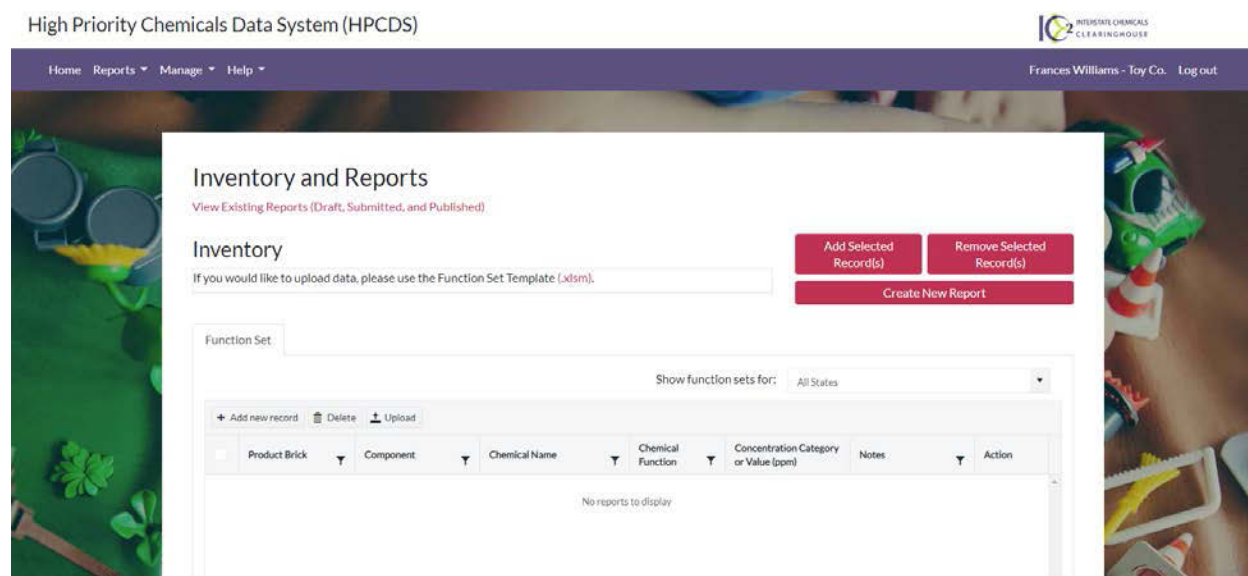 High Priority Chemicals Data System (HPCDS)
IC2 INTERSTATE CHEMICALS
CLEARINGHOUSE
Home Reports Manage Help Frances Williams - Toy Co. Log out
Inventory and Reports
View Existing Reports (Draft, Submitted, and Published)
Inventory
If you would like to upload data, please use the Function Set Template (.xlsm).
Add Selected
Record(s)
Remove Selected
Record(s)
Create New Report
Function Set
Show function sets for: All States
+ Add new record Delete Upload
Product Brick Component Chemical Name Chemical
Function Concentration Category
or Value (ppm) Notes Action
No reports to display